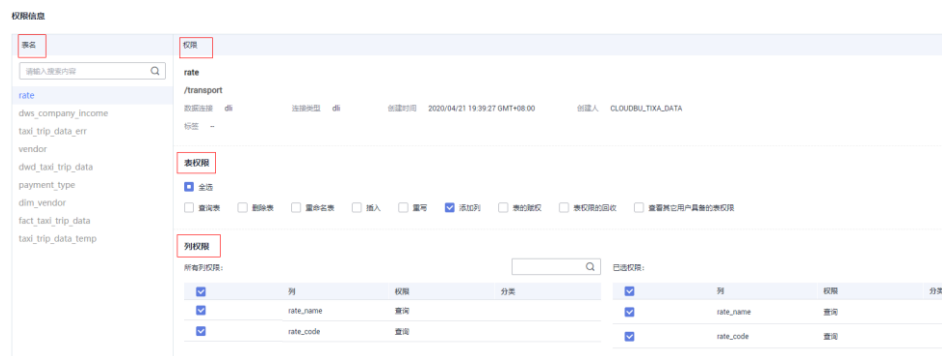 权限信息
表名
请输入搜索内容
rate
dws_company_income
taxi_trip_data_err
vendor
dwd_taxi_trip_data
payment_type
dim_vendor
fact_taxi_trip_data
taxi_trip_data_temp
权限
rate
/transport
数据连接 dli 连接类型 dli 创建时间 2020/04/21 19:39:27 GMT+08:00 创建人 CLOUDBU_TIXA_DATA
标签 --
表权限
全选
查询表 删除表 重命名表 插入 重写 添加列 表的赋权 表权限的回收 查看其它用户具备的表权限
列权限
所有列权限:
列 权限 分类
rate_name 查询
rate_code 查询
已选权限:
列 权限 分类
rate_name 查询
rate_code 查询